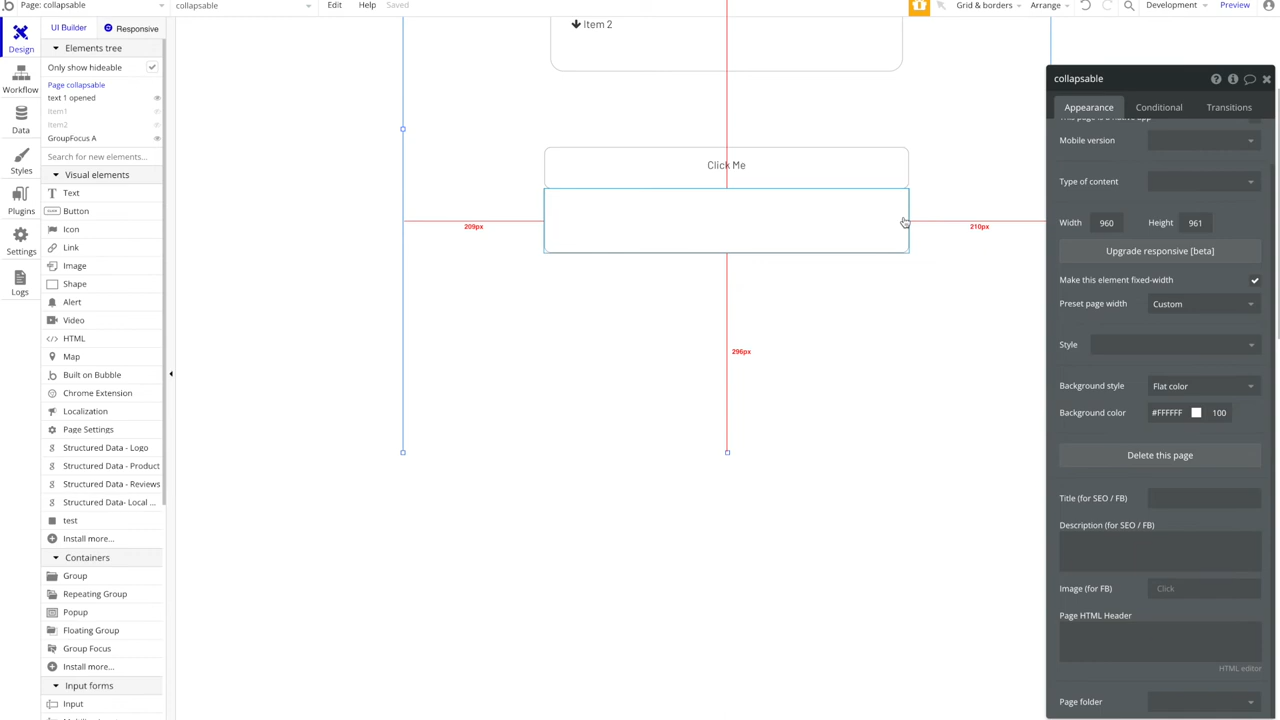 Page: collapsable
collapsable
Edit
Help
Saved
Grid & borders
Arrange
Development
Preview
UI Builder
Responsive
Design
Workflow
Data
Styles
Plugins
Settings
Logs
Elements tree
Only show hideable
Page collapsable
text 1 opened
Item1
Item2
GroupFocus A
Search for new elements...
Visual elements
Text
Button
Icon
Link
Image
Shape
Alert
Video
HTML
Map
Built on Bubble
Chrome Extension
Localization
Page Settings
Structured Data - Logo
Structured Data - Product
Structured Data - Reviews
Structured Data- Local ...
test
Install more...
Containers
Group
Repeating Group
Popup
Floating Group
Group Focus
Install more...
Input forms
Input
Item 2
Click Me
209px
210px
296px
collapsable
Appearance
Conditional
Transitions
This page is a native app
Mobile version
Type of content
Width 960 Height 961
Upgrade responsive [beta]
Make this element fixed-width
Preset page width Custom
Style
Background style Flat color
Background color #FFFFFF 100
Delete this page
Title (for SEO / FB)
Description (for SEO / FB)
Image (for FB) Click
Page HTML Header
HTML editor
Page folder